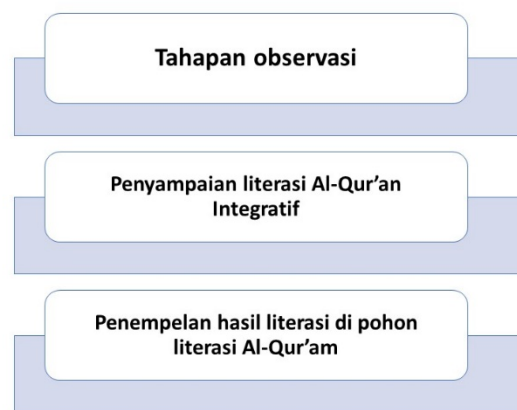 Tahapan observasi
Penyampaian literasi Al-Qur’an
Integratif
Penempelan hasil literasi di pohon
literasi Al-Qur’am